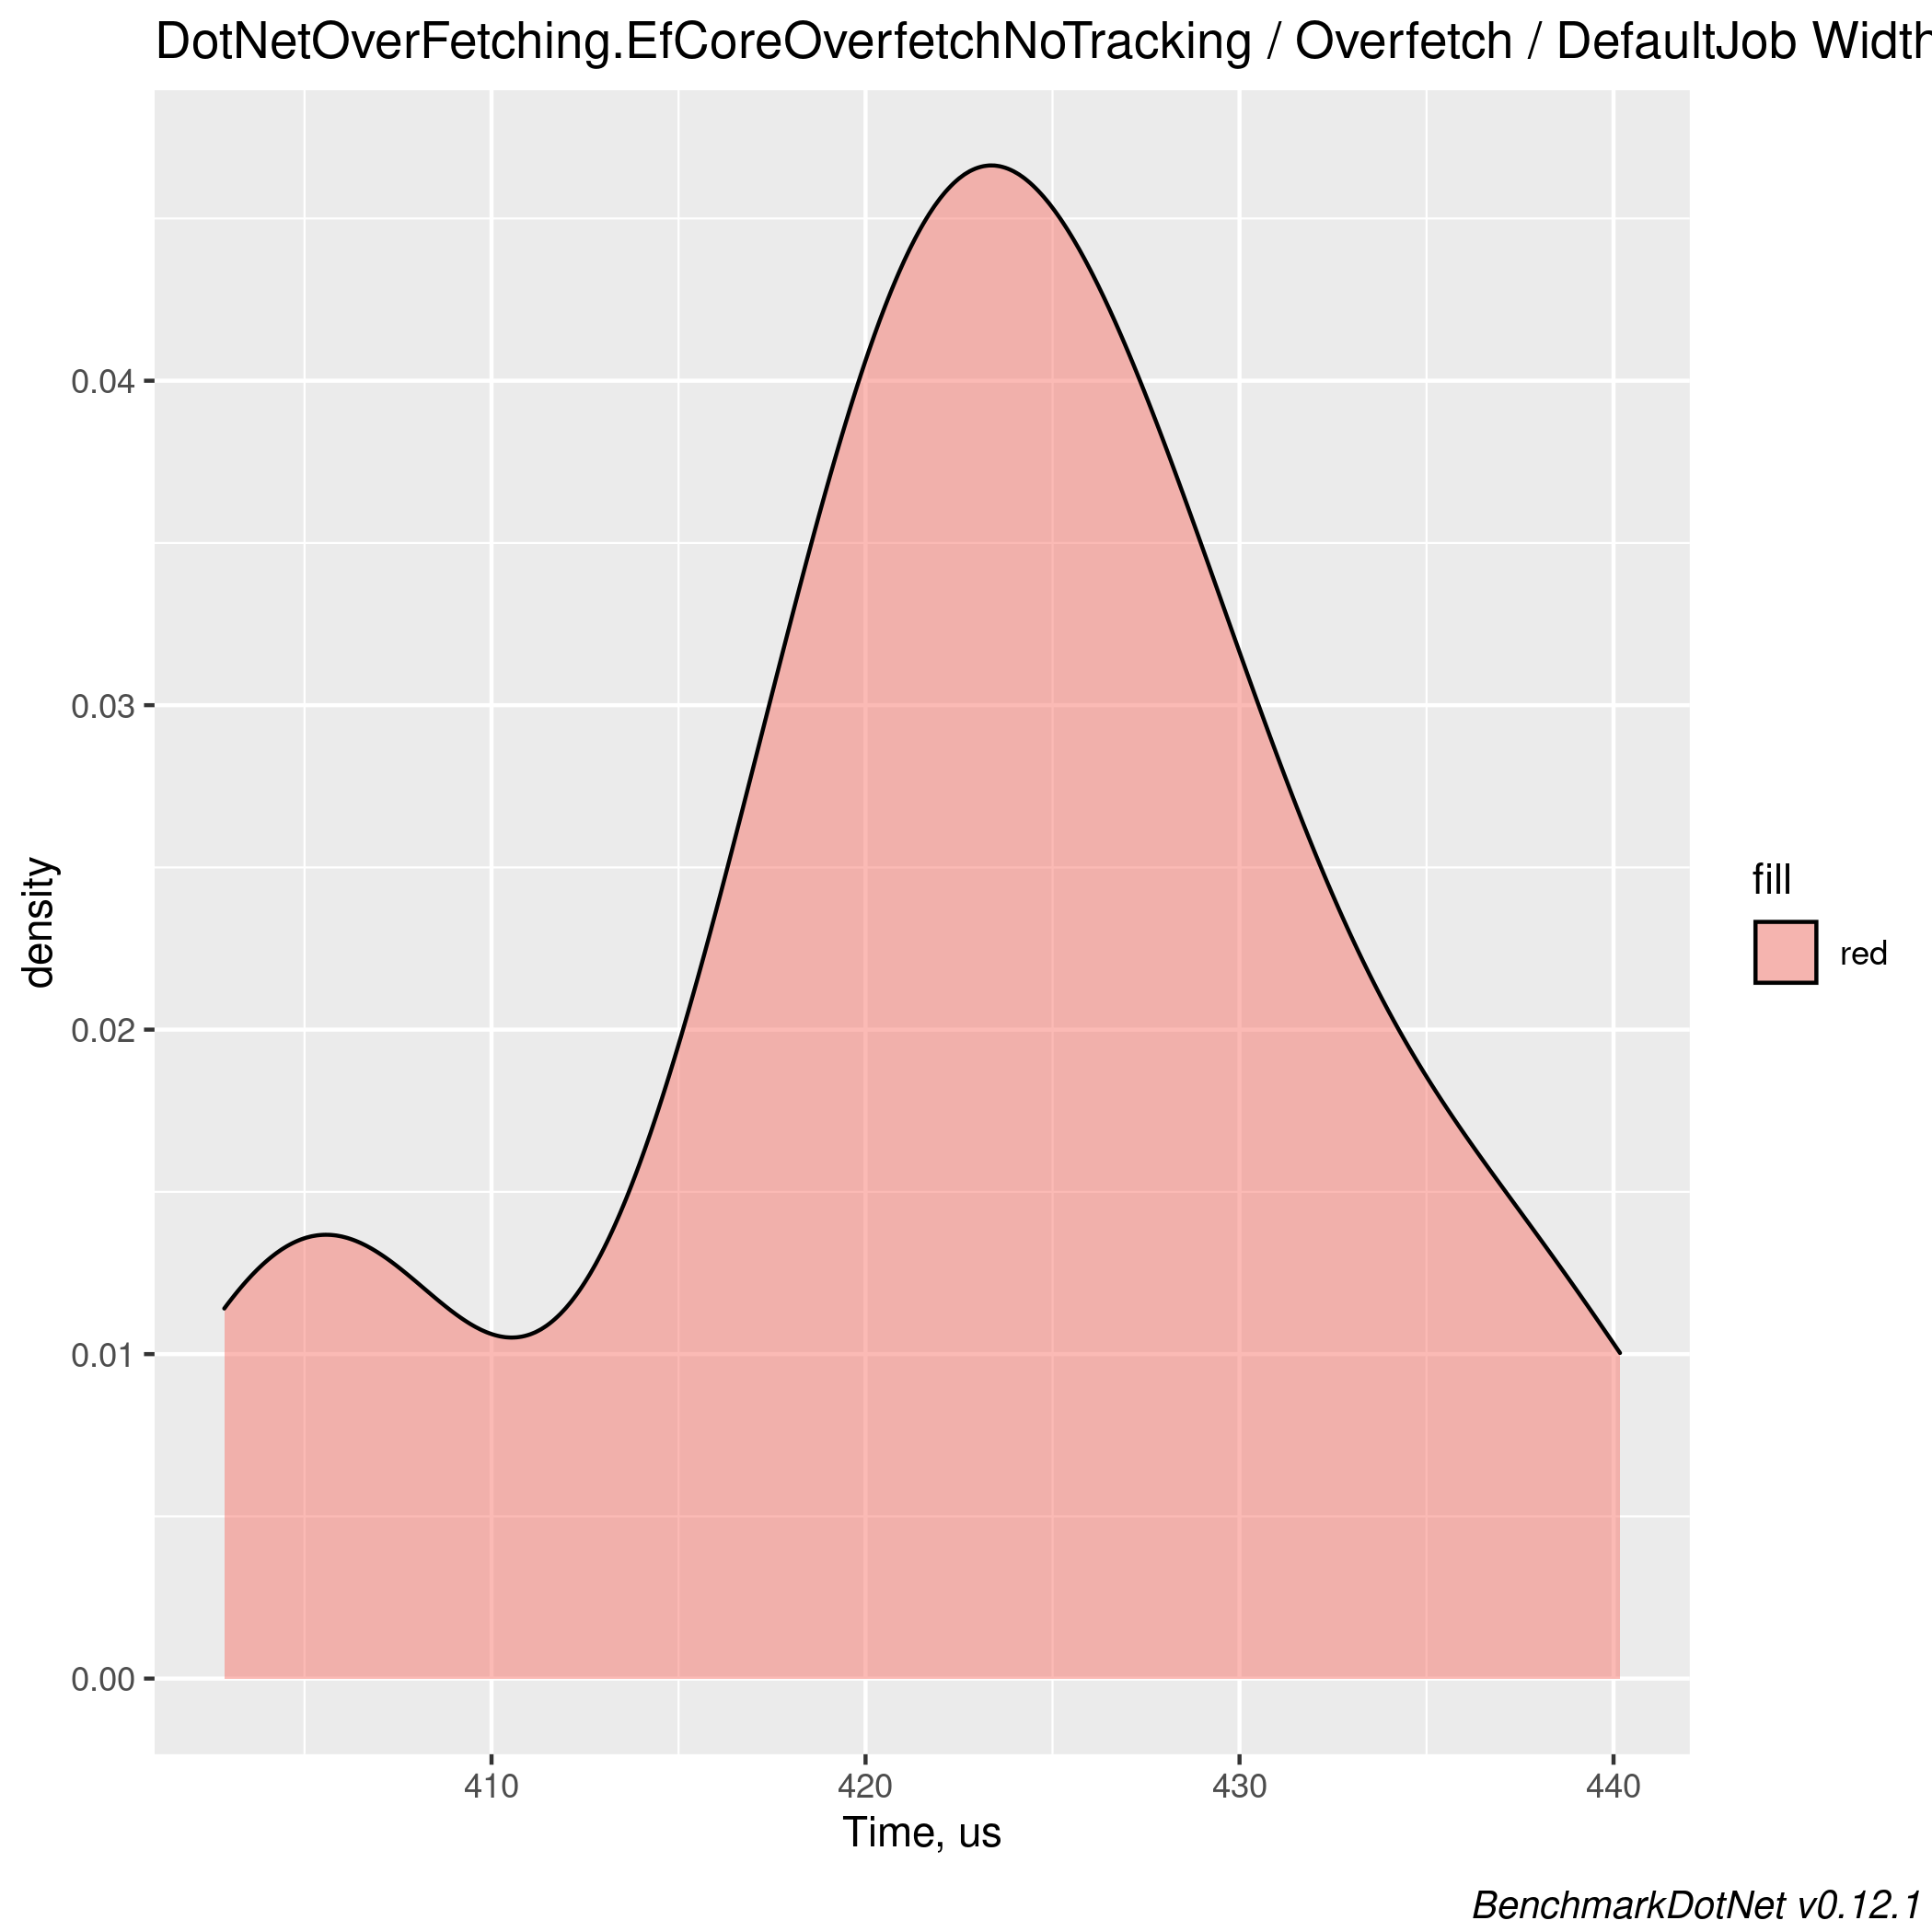 DotNetOverFetching.EfCoreOverfetchNoTracking / Overfetch / DefaultJob Width
0.04
0.03
0.02
0.01
0.00
density
410 420 430 440
Time, us
fill
red
BenchmarkDotNet v0.12.1